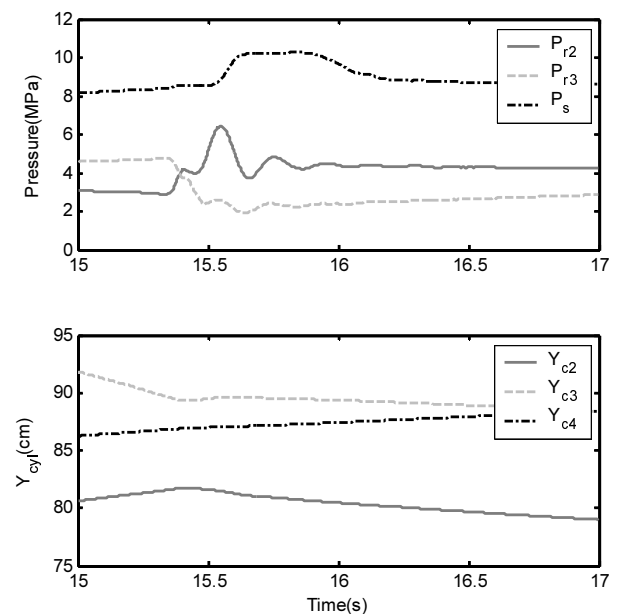 12
10
8
6
4
2
0
Pressure(MPa)
P_r2
P_r3
P_s
15 15.5 16 16.5 17
95
90
85
80
75
Y_cyl(cm)
Y_c2
Y_c3
Y_c4
15 15.5 16 16.5 17
Time(s)